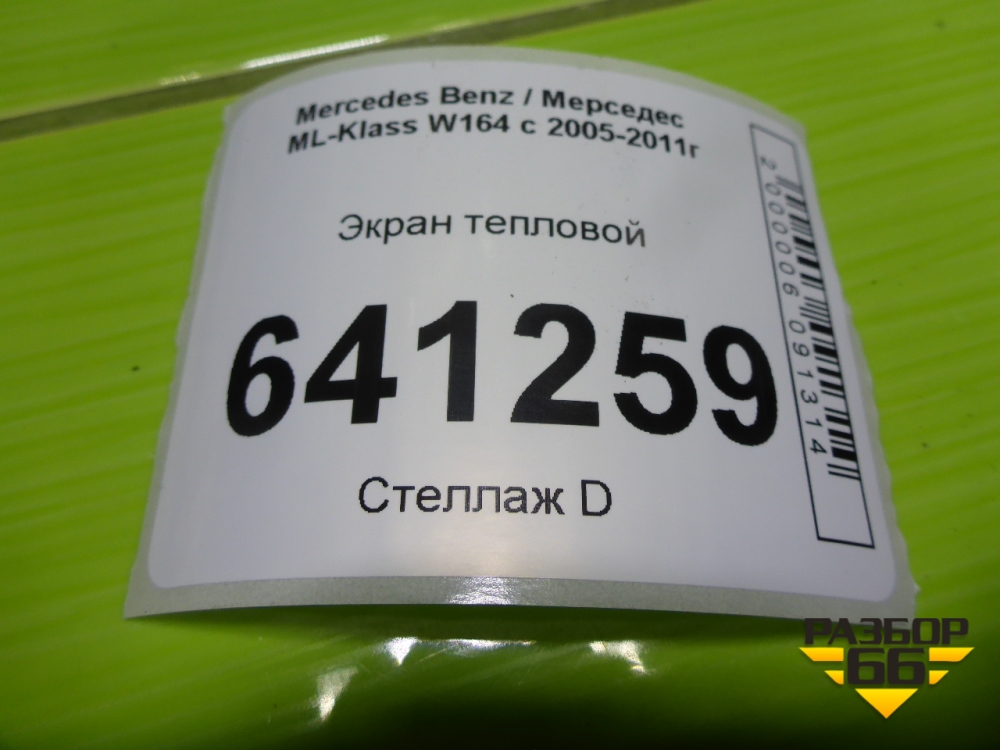 Mercedes Benz / Мерседес
ML-Klass W164 с 2005-2011г
Экран тепловой
641259
Стеллаж D
2000006091314
РАЗБОР
66